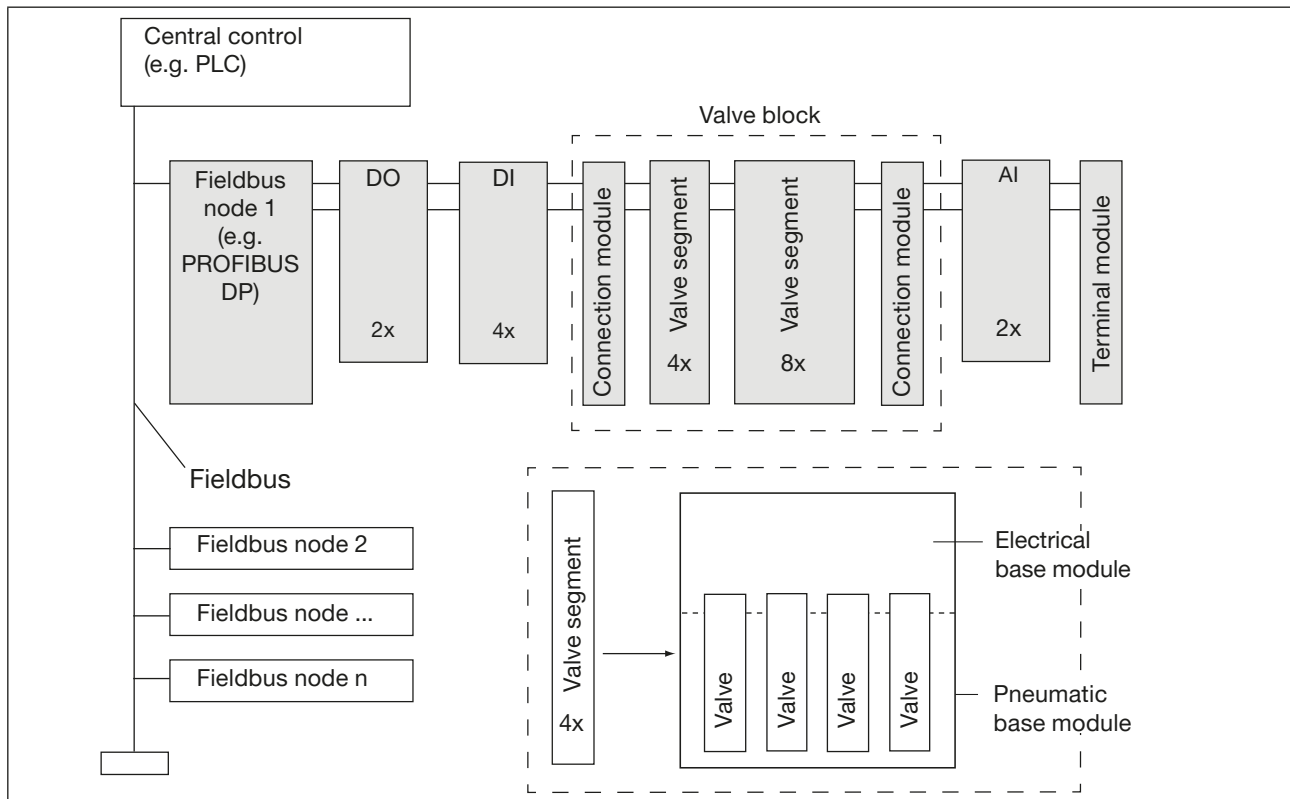 Central control
(e.g. PLC)
Valve block
Fieldbus
node 1
(e.g.
PROFIBUS
DP)
DO
2x
DI
4x
Connection module
Valve segment
4x
Valve segment
8x
Connection module
AI
2x
Terminal module
Fieldbus
Fieldbus node 2
Fieldbus node ...
Fieldbus node n
Valve segment
4x
Valve
Valve
Valve
Valve
Electrical
base module
Pneumatic
base module